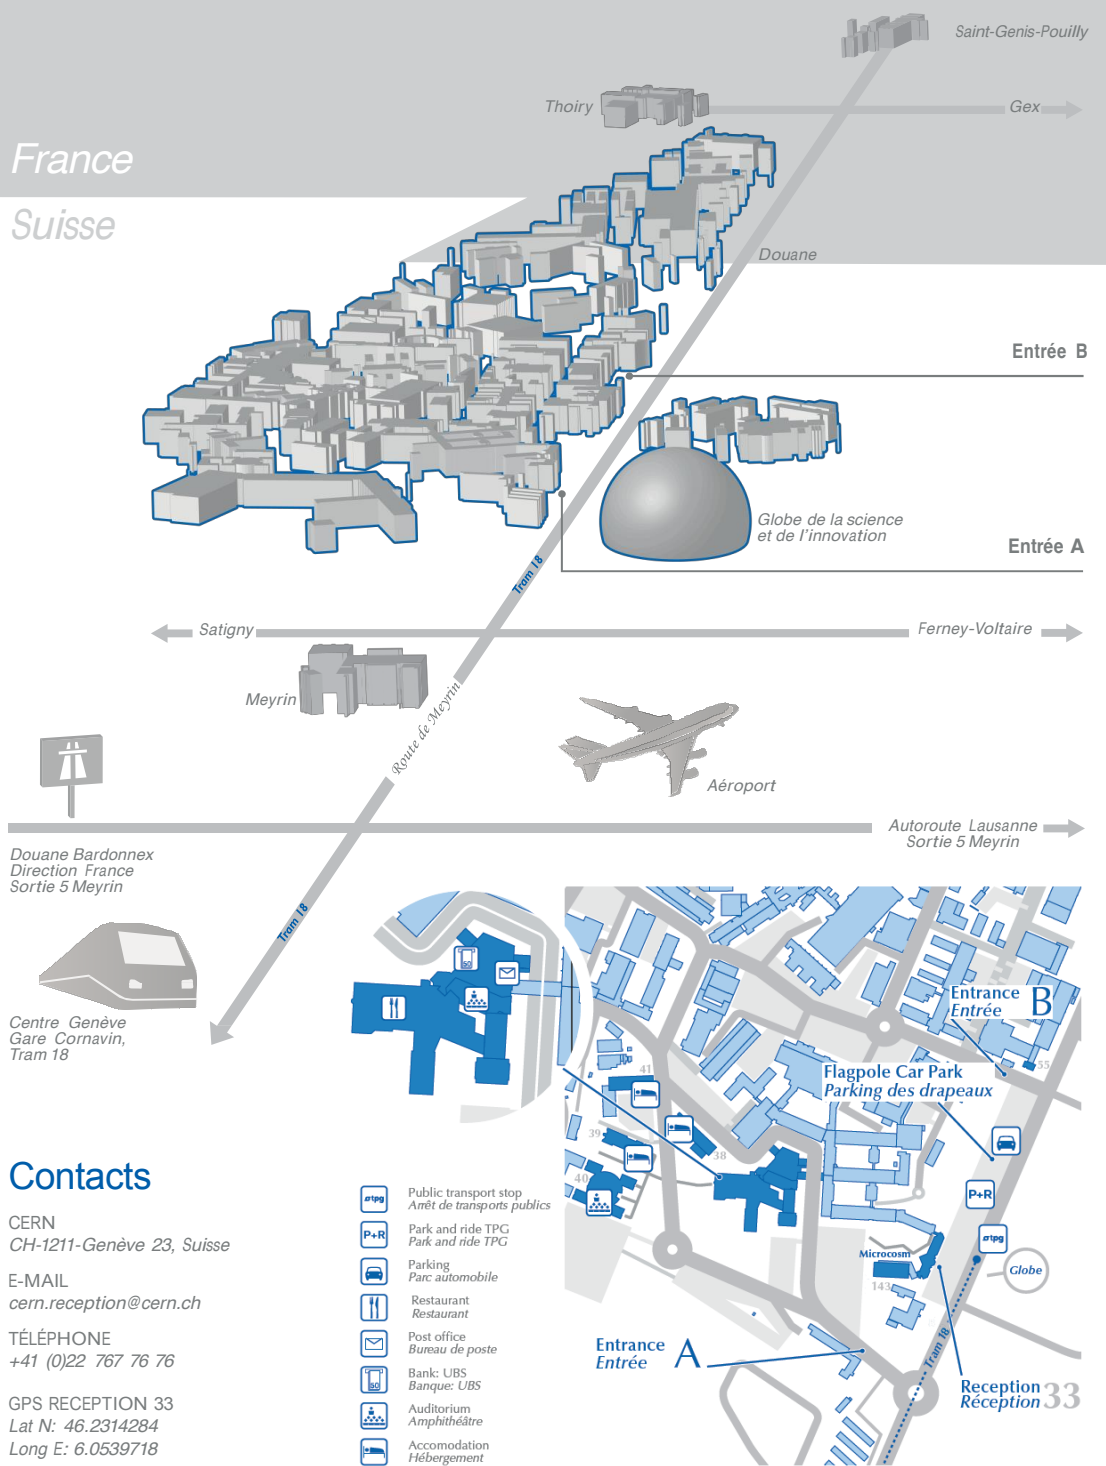 Saint-Genis-Pouilly
Thoiry
Gex
France
Suisse
Douane
Entrée B
Globe de la science
et de l'innovation
Entrée A
Tram 18
Satigny
Ferney-Voltaire
Meyrin
Route de Meyrin
Aéroport
Autoroute Lausanne
Sortie 5 Meyrin
Douane Bardonnex
Direction France
Sortie 5 Meyrin
Tram 18
Centre Genève
Gare Cornavin,
Tram 18
50
Entrance
Entrée
B
55
Flagpole Car Park
Parking des drapeaux
41
39
38
40
P+R
tpg
Microcosm
Globe
143
Tram 18
Entrance
Entrée
A
Reception
Réception
33
Contacts
CERN
CH-1211-Genève 23, Suisse
E-MAIL
cern.reception@cern.ch
TÉLÉPHONE
+41 (0)22 767 76 76
GPS RECEPTION 33
Lat N: 46.2314284
Long E: 6.0539718
tpg
Public transport stop
Arrêt de transports publics
P+R
Park and ride TPG
Park and ride TPG
Parking
Parc automobile
Restaurant
Restaurant
Post office
Bureau de poste
50
Bank: UBS
Banque: UBS
Auditorium
Amphithéâtre
Accomodation
Hébergement